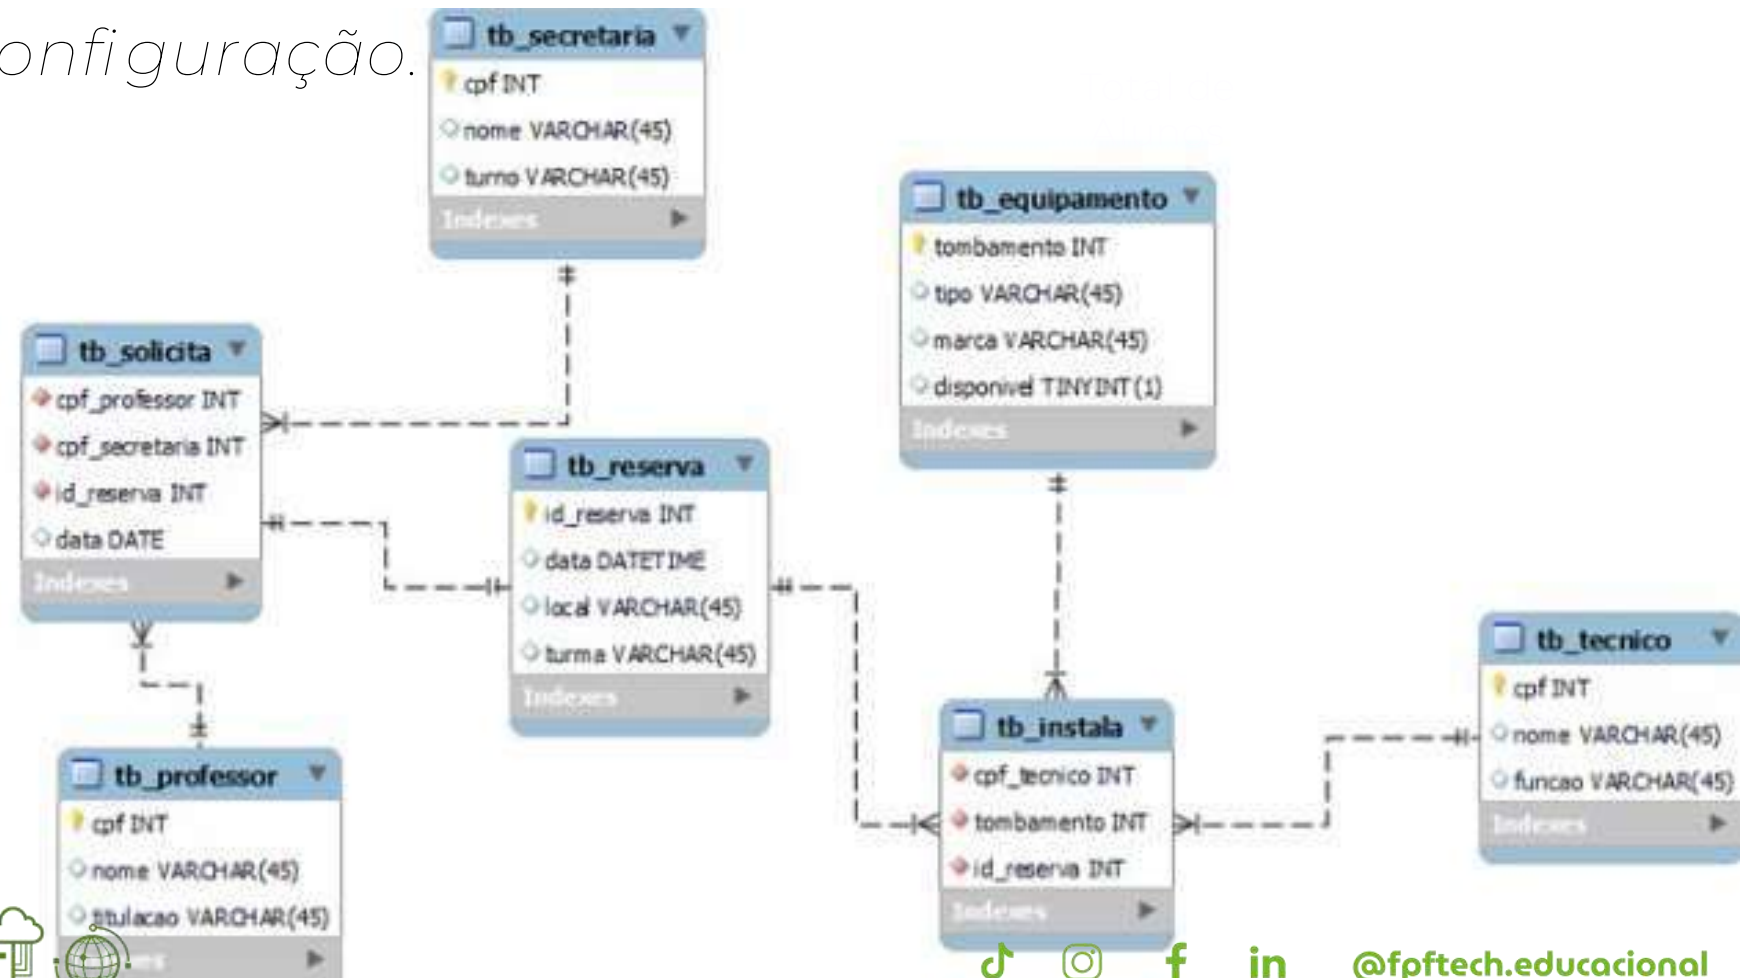 onfiguração.
tb_secretaria
cpf INT
nome VARCHAR(45)
turno VARCHAR(45)
Indexes
tb_equipamento
tombamento INT
tipo VARCHAR(45)
marca VARCHAR(45)
disponivel TINYINT(1)
Indexes
tb_solicita
cpf_professor INT
cpf_secretaria INT
id_reserva INT
data DATE
Indexes
tb_reserva
id_reserva INT
data DATETIME
local VARCHAR(45)
turma VARCHAR(45)
Indexes
tb_tecnico
cpf INT
nome VARCHAR(45)
funcao VARCHAR(45)
Indexes
tb_instala
cpf_tecnico INT
tombamento INT
id_reserva INT
Indexes
tb_professor
cpf INT
nome VARCHAR(45)
titulacao VARCHAR(45)
@fpftech.educacional